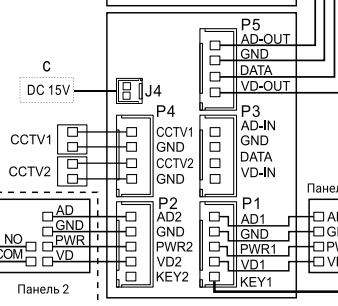 P5
AD-OUT
GND
DATA
VD-OUT
C
DC 15V
J4
P4
CCTV1
GND
CCTV2
GND
CCTV1
CCTV2
P3
AD-IN
GND
DATA
VD-IN
P2
AD2
GND
PWR2
VD2
KEY2
AD
GND
PWR
VD
NO
COM
Панель 2
P1
AD1
GND
PWR1
VD1
KEY1